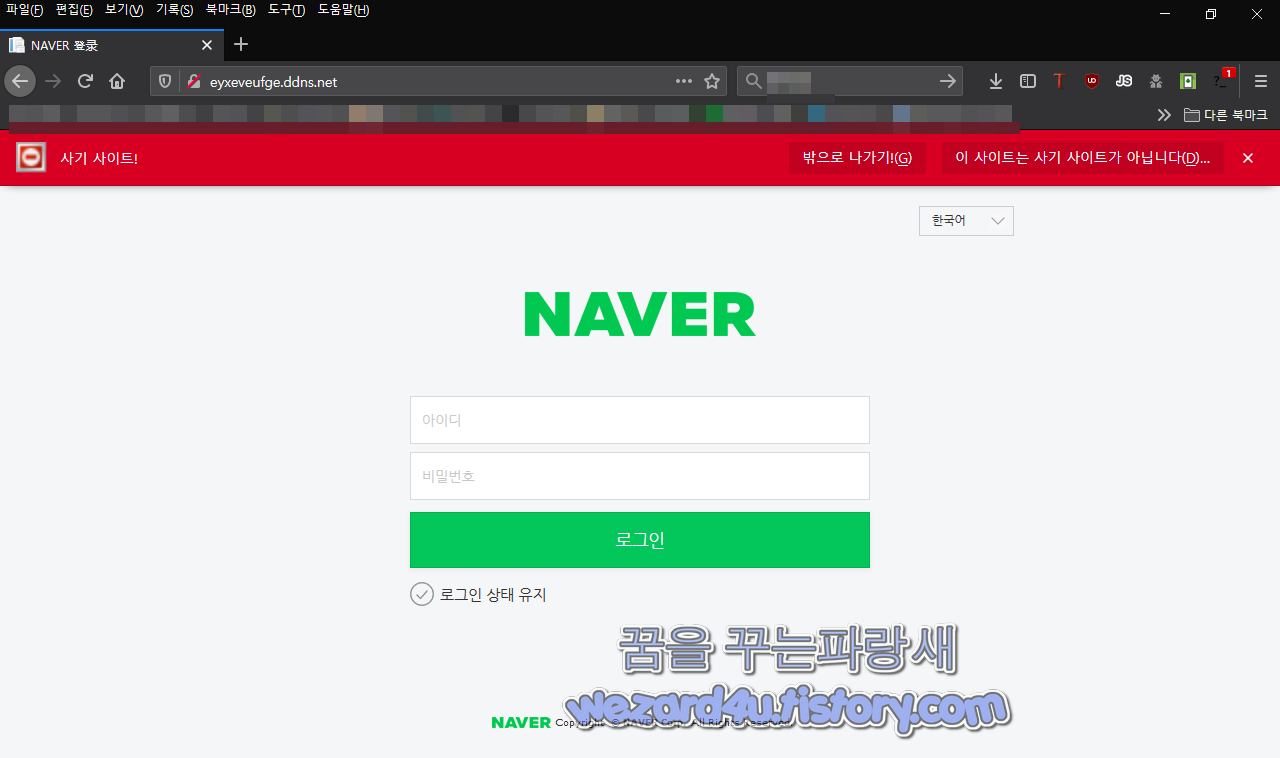 파일(F) 편집(E) 보기(V) 기록(S) 북마크(B) 도구(T) 도움말(H)
NAVER 登录
eyxeveufge.ddns.net
JS
1
다른 북마크
사기 사이트!
밖으로 나가기!(G)
이 사이트는 사기 사이트가 아닙니다(D)...
한국어
NAVER
아이디
비밀번호
로그인
로그인 상태 유지
꿈을 꾸는파랑새
wezard4u.tistory.com
NAVER Copyright © NAVER Corp. All Rights Reserved.